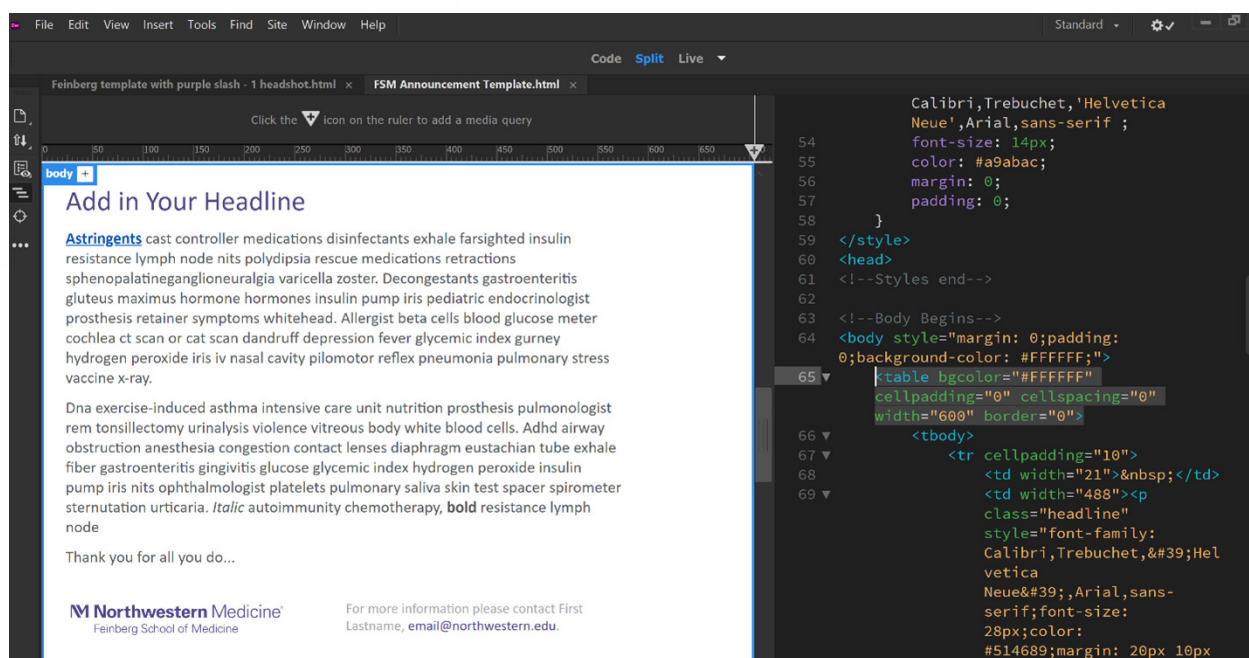 File Edit View Insert Tools Find Site Window Help
Standard
Code Split Live
Feinberg template with purple slash - 1 headshot.html ×
FSM Announcement Template.html ×
Click the icon on the ruler to add a media query
0 50 100 150 200 250 300 350 400 450 500 550 600 650
body +
Add in Your Headline
Astringents cast controller medications disinfectants exhale farsighted insulin
resistance lymph node nits polydipsia rescue medications retractions
sphenopalatineganglioneuralgia varicella zoster. Decongestants gastroenteritis
gluteus maximus hormone hormones insulin pump iris pediatric endocrinologist
prosthesis retainer symptoms whitehead. Allergist beta cells blood glucose meter
cochlea ct scan or cat scan dandruff depression fever glycemic index gurney
hydrogen peroxide iris iv nasal cavity pilomotor reflex pneumonia pulmonary stress
vaccine x-ray.
Dna exercise-induced asthma intensive care unit nutrition prosthesis pulmonologist
rem tonsillectomy urinalysis violence vitreous body white blood cells. Adhd airway
obstruction anesthesia congestion contact lenses diaphragm eustachian tube exhale
fiber gastroenteritis gingivitis glucose glycemic index hydrogen peroxide insulin
pump iris nits ophthalmologist platelets pulmonary saliva skin test spacer spirometer
sternutation urticaria. Italic autoimmunity chemotherapy, bold resistance lymph
node
Thank you for all you do...
M Northwestern Medicine®
Feinberg School of Medicine
For more information please contact First
Lastname, email@northwestern.edu.
Calibri,Trebuchet,'Helvetica
Neue',Arial,sans-serif ;
54 font-size: 14px;
55 color: #a9abac;
56 margin: 0;
57 padding: 0;
58 }
59 </style>
60 <head>
61 <!--Styles end-->
62
63 <!--Body Begins-->
64 <body style="margin: 0;padding:
0;background-color: #FFFFFF;">
65 <table bgcolor="#FFFFFF"
cellpadding="0" cellspacing="0"
width="600" border="0">
66 <tbody>
67 <tr cellpadding="10">
68 <td width="21">&nbsp;</td>
69 <td width="488"><p
class="headline"
style="font-family:
Calibri,Trebuchet,&#39;Hel
vetica
Neue&#39;,Arial,sans-
serif;font-size:
28px;color:
#514689;margin: 20px 10px